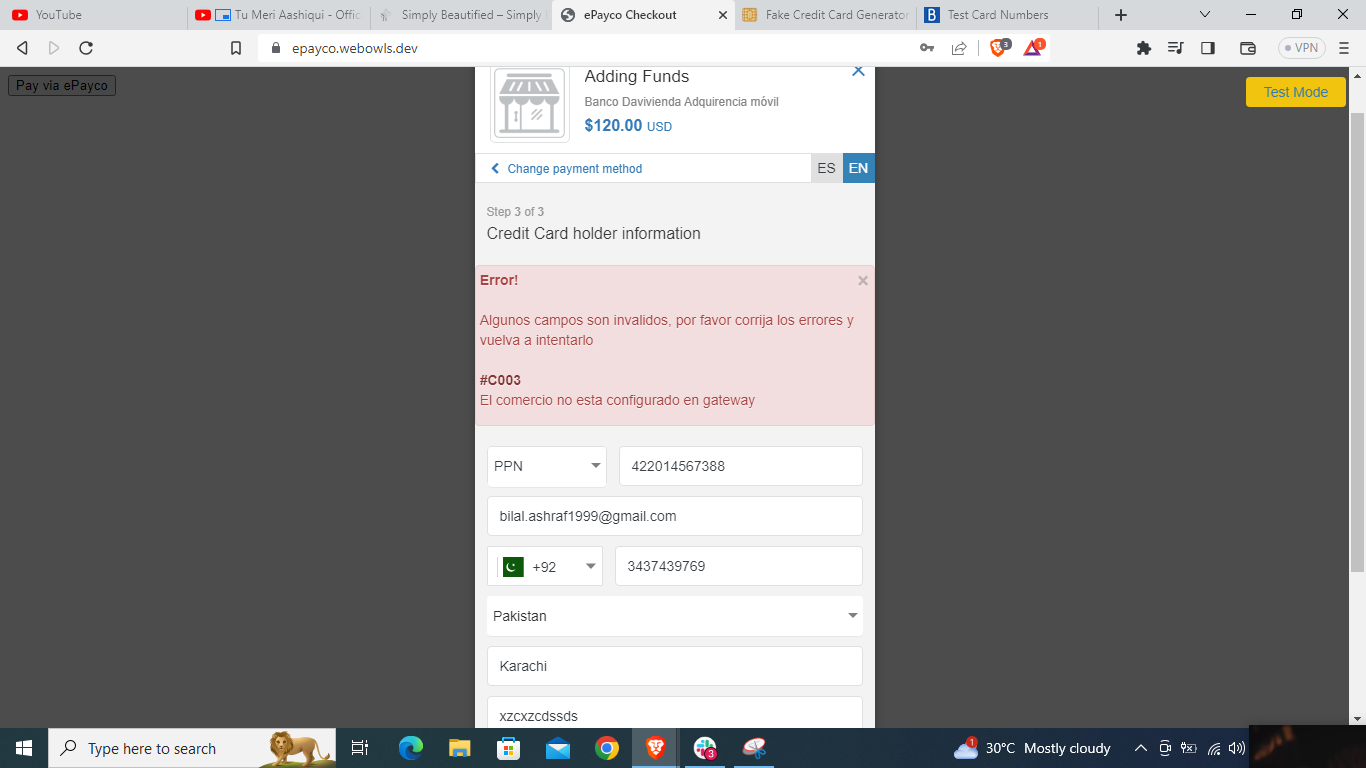 YouTube
Tu Meri Aashiqui - Offic
Simply Beautified – Simply
ePayco Checkout
Fake Credit Card Generator
Test Card Numbers
epayco.webowls.dev
3
1
VPN
Pay via ePayco
Adding Funds
Banco Davivienda Adquirencia móvil
$120.00 USD
Test Mode
Change payment method
ES
EN
Step 3 of 3
Credit Card holder information
Error!
Algunos campos son invalidos, por favor corrija los errores y
vuelva a intentarlo
#C003
El comercio no esta configurado en gateway
PPN
422014567388
bilal.ashraf1999@gmail.com
+92
3437439769
Pakistan
Karachi
xzcxzcdssds
Type here to search
3
1
30°C Mostly cloudy